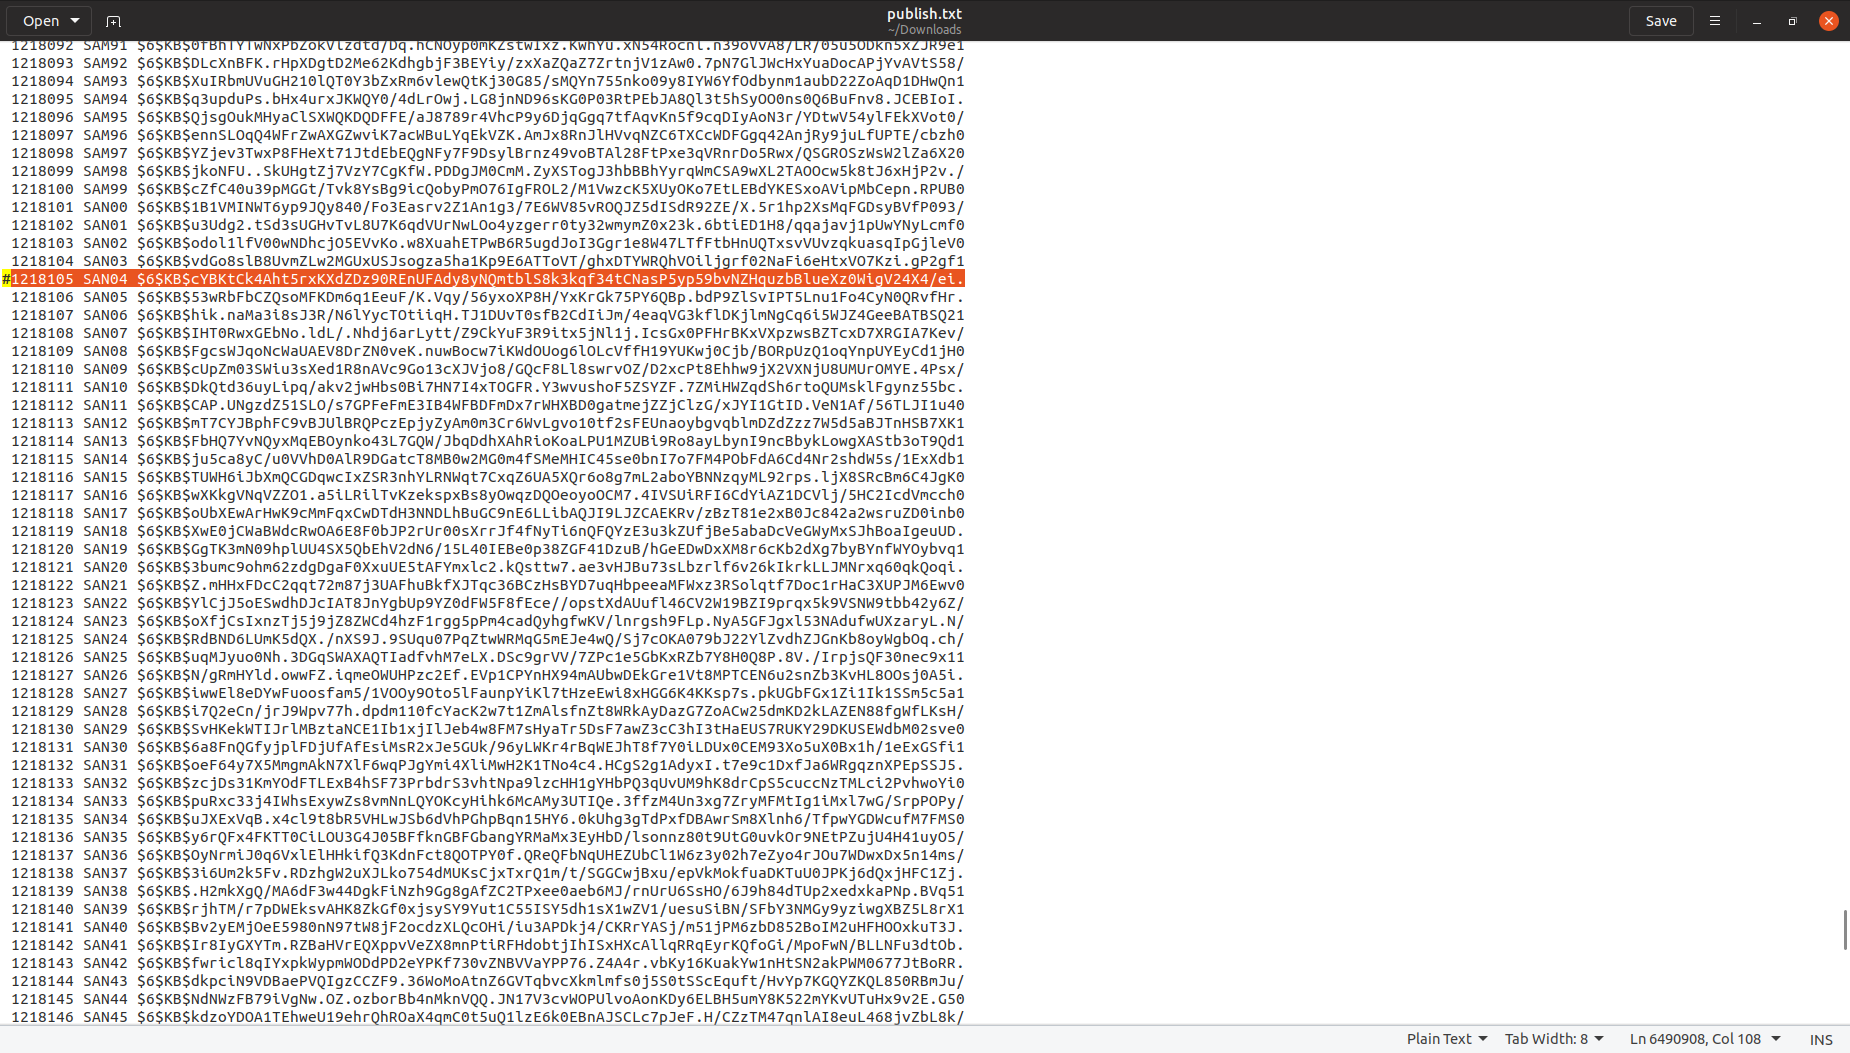 Open
publish.txt
~/Downloads
Save
1218092 SAM91 $6$KB$0fBhTYTwNxPbZokVlzdtd/Dq.hCNOyp0mKZstwIxz.KWhYu.xN54Rocnl.n39oVvA8/LR/05u5ODkn5xZJR9e1
1218093 SAM92 $6$KB$DLcXnBFK.rHpXDgtD2Me62KdhgbjF3BEYiy/zxXaZQaZ7ZrtnjV1zAw0.7pN7GlJWcHxYuaDocAPjYvAVtS58/
1218094 SAM93 $6$KB$XuIRbmUVuGH210lQT0Y3bZxRm6vlewQtKj30G85/sMQYn755nko09y8IYW6YfOdbynm1aubD22ZoAqD1DHwQn1
1218095 SAM94 $6$KB$q3upduPs.bHx4urxJKWQY0/4dLrOwj.LG8jnND96sKG0P03RtPEbJA8Ql3t5hSyOO0ns0Q6BuFnv8.JCEBIoI.
1218096 SAM95 $6$KB$QjsgOukMHyaClSXWQKDQDFFE/aJ8789r4VhcP9y6DjqGgq7tfAqvKn5f9cqDIyAoN3r/YDtwV54ylFEkXVot0/
1218097 SAM96 $6$KB$ennSLOqQ4WFrZwAXGZwviK7acWBuLYqEkVZK.AmJx8RnJlHVvqNZC6TXCcWDFGgq42AnjRy9juLfUPTE/cbzh0
1218098 SAM97 $6$KB$YZjev3TwxP8FHeXt71JtdEbEQgNFy7F9DsylBrnz49voBTAl28FtPxe3qVRnrDo5Rwx/QSGROSzWsW2lZa6X20
1218099 SAM98 $6$KB$jkoNFU..SkUHgtZj7VzY7CgKfW.PDDgJM0CmM.ZyXSTogJ3hbBBhYyrqWmCSA9wXL2TAOOcw5k8tJ6xHjP2v./
1218100 SAM99 $6$KB$cZfC40u39pMGGt/Tvk8YsBg9icQobyPmO76IgFROL2/M1VwzcK5XUyOKo7EtLEBdYKESxoAVipMbCepn.RPUB0
1218101 SAN00 $6$KB$1B1VMINWT6yp9JQy840/Fo3Easrv2Z1An1g3/7E6WV85vROQJZ5dISdR92ZE/X.5r1hp2XsMqFGDsyBVfP093/
1218102 SAN01 $6$KB$u3Udg2.tSd3sUGHvTvL8U7K6qdVUrNwLOo4yzgerr0ty32wmymZ0x23k.6btiED1H8/qqajavj1pUwYNyLcmf0
1218103 SAN02 $6$KB$odol1lfV00wNDhcjO5EVvKo.w8XuahETPwB6R5ugdJoI3Ggr1e8W47LTfFtbHnUQTxsvVUvzqkuasqIpGjleV0
1218104 SAN03 $6$KB$vdGo8slB8UvmZLw2MGUxUSJsogza5ha1Kp9E6ATToVT/ghxDTYWRQhVOiljgrf02NaFi6eHtxVO7Kzi.gP2gf1
#1218105 SAN04 $6$KB$cYBKtCk4Aht5rxKXdZDz90REnUFAdy8yNQmtblS8k3kqf34tCNasP5yp59bvNZHquzbBlueXz0WigV24X4/ei.
1218106 SAN05 $6$KB$53wRbFbCZQsoMFKDm6q1EeuF/K.Vqy/56yxoXP8H/YxKrGk75PY6QBp.bdP9ZlSvIPT5Lnu1Fo4CyN0QRvfHr.
1218107 SAN06 $6$KB$hik.naMa3i8sJ3R/N6lYycTOtiiqH.TJ1DUvT0sfB2CdIiJm/4eaqVG3kflDKjlmNgCq6i5WJZ4GeeBATBSQ21
1218108 SAN07 $6$KB$IHT0RwxGEbNo.ldL/.Nhdj6arLytt/Z9CkYuF3R9itx5jNl1j.IcsGx0PFHrBKxVXpzwsBZTcxD7XRGIA7Kev/
1218109 SAN08 $6$KB$FgcsWJqoNcWaUAEV8DrZN0veK.nuwBocw7iKWdOUog6lOLcVffH19YUKwj0Cjb/BORpUzQ1oqYnpUYEyCd1jH0
1218110 SAN09 $6$KB$cUpZm03SWiu3sXed1R8nAVc9Go13cXJVjo8/GQcF8Ll8swrvOZ/D2xcPt8Ehhw9jX2VXNjU8UMUrOMYE.4Psx/
1218111 SAN10 $6$KB$DkQtd36uyLipq/akv2jwHbs0Bi7HN7I4xTOGFR.Y3wvushoF5ZSYZF.7ZMiHWZqdSh6rtoQUMsklFgynz55bc.
1218112 SAN11 $6$KB$CAP.UNgzdZ51SLO/s7GPFeFmE3IB4WFBDFmDx7rWHXBD0gatmejZZjClzG/xJYI1GtID.VeN1Af/56TLJI1u40
1218113 SAN12 $6$KB$mT7CYJBphFC9vBJUlBRQPczEpjyZyAm0m3Cr6WvLgvo10tf2sFEUnaoybgvqblmDZdZzz7W5d5aBJTnHSB7XK1
1218114 SAN13 $6$KB$FbHQ7YvNQyxMqEBOynko43L7GQW/JbqDdhXAhRioKoaLPU1MZUBi9Ro8ayLbynI9ncBbykLowgXAStb3oT9Qd1
1218115 SAN14 $6$KB$ju5ca8yC/u0VVhD0AlR9DGatcT8MB0w2MG0m4fSMeMHIC45se0bnI7o7FM4PObFdA6Cd4Nr2shdW5s/1ExXdb1
1218116 SAN15 $6$KB$TUWH6iJbXmQCGDqwcIxZSR3nhYLRNWqt7CxqZ6UA5XQr6o8g7mL2aboYBNNzqyML92rps.ljX8SRcBm6C4JgK0
1218117 SAN16 $6$KB$wXKkgVNqVZZO1.a5iLRilTvKzekspxBs8yOwqzDQOeoyoOCM7.4IVSUiRFI6CdYiAZ1DCVlj/5HC2IcdVmcch0
1218118 SAN17 $6$KB$oUbXEwArHwK9cMmFqxCwDTdH3NNDLhBuGC9nE6LLibAQJI9LJZCAEKRv/zBzT81e2xB0Jc842a2wsruZD0inb0
1218119 SAN18 $6$KB$XwE0jCWaBWdcRwOA6E8F0bJP2rUr00sXrrJf4fNyTi6nQFQYzE3u3kZUfjBe5abaDcVeGWyMxSJhBoaIgeuUD.
1218120 SAN19 $6$KB$GgTK3mN09hplUU4SX5QbEhV2dN6/15L40IEBe0p38ZGF41DzuB/hGeEDwDxXM8r6cKb2dXg7byBYnfWYOybvq1
1218121 SAN20 $6$KB$3bumc9ohm62zdgDgaF0XxuUE5tAFYmxlc2.kQsttw7.ae3vHJBu73sLbzrlf6v26kIkrkLLJMNrxq60qkQoqi.
1218122 SAN21 $6$KB$Z.mHHxFDcC2qqt72m87j3UAFhuBkfXJTqc36BCzHsBYD7uqHbpeeaMFWxz3RSolqtf7Doc1rHaC3XUPJM6Ewv0
1218123 SAN22 $6$KB$YlCjJ5oESwdhDJcIAT8JnYgbUp9YZ0dFW5F8fEce//opstXdAUufl46CV2W19BZI9prqx5k9VSNW9tbb42y6Z/
1218124 SAN23 $6$KB$oXfjCsIxnzTj5j9jZ8ZWCd4hzF1rgg5pPm4cadQyhgfwKV/lnrgsh9FLp.NyA5GFJgxl53NAdufwUXzaryL.N/
1218125 SAN24 $6$KB$RdBND6LUmK5dQX./nXS9J.9SUqu07PqZtwWRMqG5mEJe4wQ/Sj7cOKA079bJ22YlZvdhZJGnKb8oyWgbOq.ch/
1218126 SAN25 $6$KB$uqMJyuo0Nh.3DGqSWAXAQTIadfvhM7eLX.DSc9grVV/7ZPc1e5GbKxRZb7Y8H0Q8P.8V./IrpjsQF30nec9x11
1218127 SAN26 $6$KB$N/gRmHYld.owwFZ.iqmeOWUHPzc2Ef.EVp1CPYnHX94mAUbwDEkGre1Vt8MPTCEN6u2snZb3KvHL8OOsj0A5i.
1218128 SAN27 $6$KB$iwwEl8eDYwFuoosfam5/1VOOy9Oto5lFaunpYiKl7tHzeEwi8xHGG6K4KKsp7s.pkUGbFGx1Zi1Ik1SSm5c5a1
1218129 SAN28 $6$KB$i7Q2eCn/jrJ9Wpv77h.dpdm110fcYacK2w7t1ZmAlsfnZt8WRkAyDazG7ZoACw25dmKD2kLAZEN88fgWfLKsH/
1218130 SAN29 $6$KB$SvHKekWTIJrlMBztaNCE1Ib1xjIlJeb4w8FM7sHyaTr5DsF7awZ3cC3hI3tHaEUS7RUKY29DKUSEWdbM02sve0
1218131 SAN30 $6$KB$6a8FnQGfyjplFDjUfAfEsiMsR2xJe5GUk/96yLWKr4rBqWEJhT8f7Y0iLDUx0CEM93Xo5uX0Bx1h/1eExGSfi1
1218132 SAN31 $6$KB$oeF64y7X5MmgmAkN7XlF6wqPJgYmi4XliMwH2K1TNo4c4.HCgS2g1AdyxI.t7e9c1DxfJa6WRgqznXPEpSSJ5.
1218133 SAN32 $6$KB$zcjDs31KmYOdFTLExB4hSF73PrbdrS3vhtNpa9lzcHH1gYHbPQ3qUvUM9hK8drCpS5cuccNzTMLci2PvhwoYi0
1218134 SAN33 $6$KB$puRxc33j4IWhsExywZs8vmNnLQYOKcyHihk6McAMy3UTIQe.3ffzM4Un3xg7ZryMFMtIg1iMxl7wG/SrpPOPy/
1218135 SAN34 $6$KB$uJXExVqB.x4cl9t8bR5VHLwJSb6dVhPGhpBqn15HY6.0kUhg3gTdPxfDBAwrSm8Xlnh6/TfpwYGDWcufM7FMS0
1218136 SAN35 $6$KB$y6rQFx4FKTT0CiLOU3G4J05BFfknGBFGbangYRMaMx3EyHbD/lsonnz80t9UtG0uvkOr9NEtPZujU4H41uyO5/
1218137 SAN36 $6$KB$OyNrmiJ0q6VxlElHHkifQ3KdnFct8QOTPY0f.QReQFbNqUHEZUbCl1W6z3y02h7eZyo4rJOu7WDwxDx5n14ms/
1218138 SAN37 $6$KB$3i6Um2k5Fv.RDzhgW2uXJLko754dMUKsCjxTxrQ1m/t/SGGCwjBxu/epVkMokfuaDKTuU0JPKj6dQxjHFC1Zj.
1218139 SAN38 $6$KB$.H2mkXgQ/MA6dF3w44DgkFiNzh9Gg8gAfZC2TPxee0aeb6MJ/rnUrU6SsHO/6J9h84dTUp2xedxkaPNp.BVq51
1218140 SAN39 $6$KB$rjhTM/r7pDWEksvAHK8ZkGf0xjsySY9Yut1C55ISY5dh1sX1wZV1/uesuSiBN/SFbY3NMGy9yziwgXBZ5L8rX1
1218141 SAN40 $6$KB$Bv2yEMjOeE5980nN97tW8jF2ocdzXLQcOHi/iu3APDkj4/CKRrYASj/m51jPM6zbD852BoIM2uHFHOOxkuT3J.
1218142 SAN41 $6$KB$Ir8IyGXYTm.RZBaHVrEQXppvVeZX8mnPtiRFHdobtjIhISxHXcAllqRRqEyrKQfoGi/MpoFwN/BLLNFu3dtOb.
1218143 SAN42 $6$KB$fwricl8qIYxpkWypmWODdPD2eYPKf730vZNBVVaYPP76.Z4A4r.vbKy16KuakYw1nHtSN2akPWM0677JtBoRR.
1218144 SAN43 $6$KB$dkpciN9VDBaePVQIgzCCZF9.36WoMoAtnZ6GVTqbvcXkmlmfs0j5S0tSScEquft/HvYp7KGQYZKQL850RBmJu/
1218145 SAN44 $6$KB$NdNWzFB79iVgNw.OZ.ozborBb4nMknVQQ.JN17V3cvWOPUlvoAonKDy6ELBH5umY8K522mYKvUTuHx9v2E.G50
1218146 SAN45 $6$KB$kdzoYDOA1TEhweU19ehrQhROaX4qmC0t5uQ1lzE6k0EBnAJSCLc7pJeF.H/CZzTM47qnlAI8euL468jvZbL8k/
Plain Text
Tab Width: 8
Ln 6490908, Col 108
INS